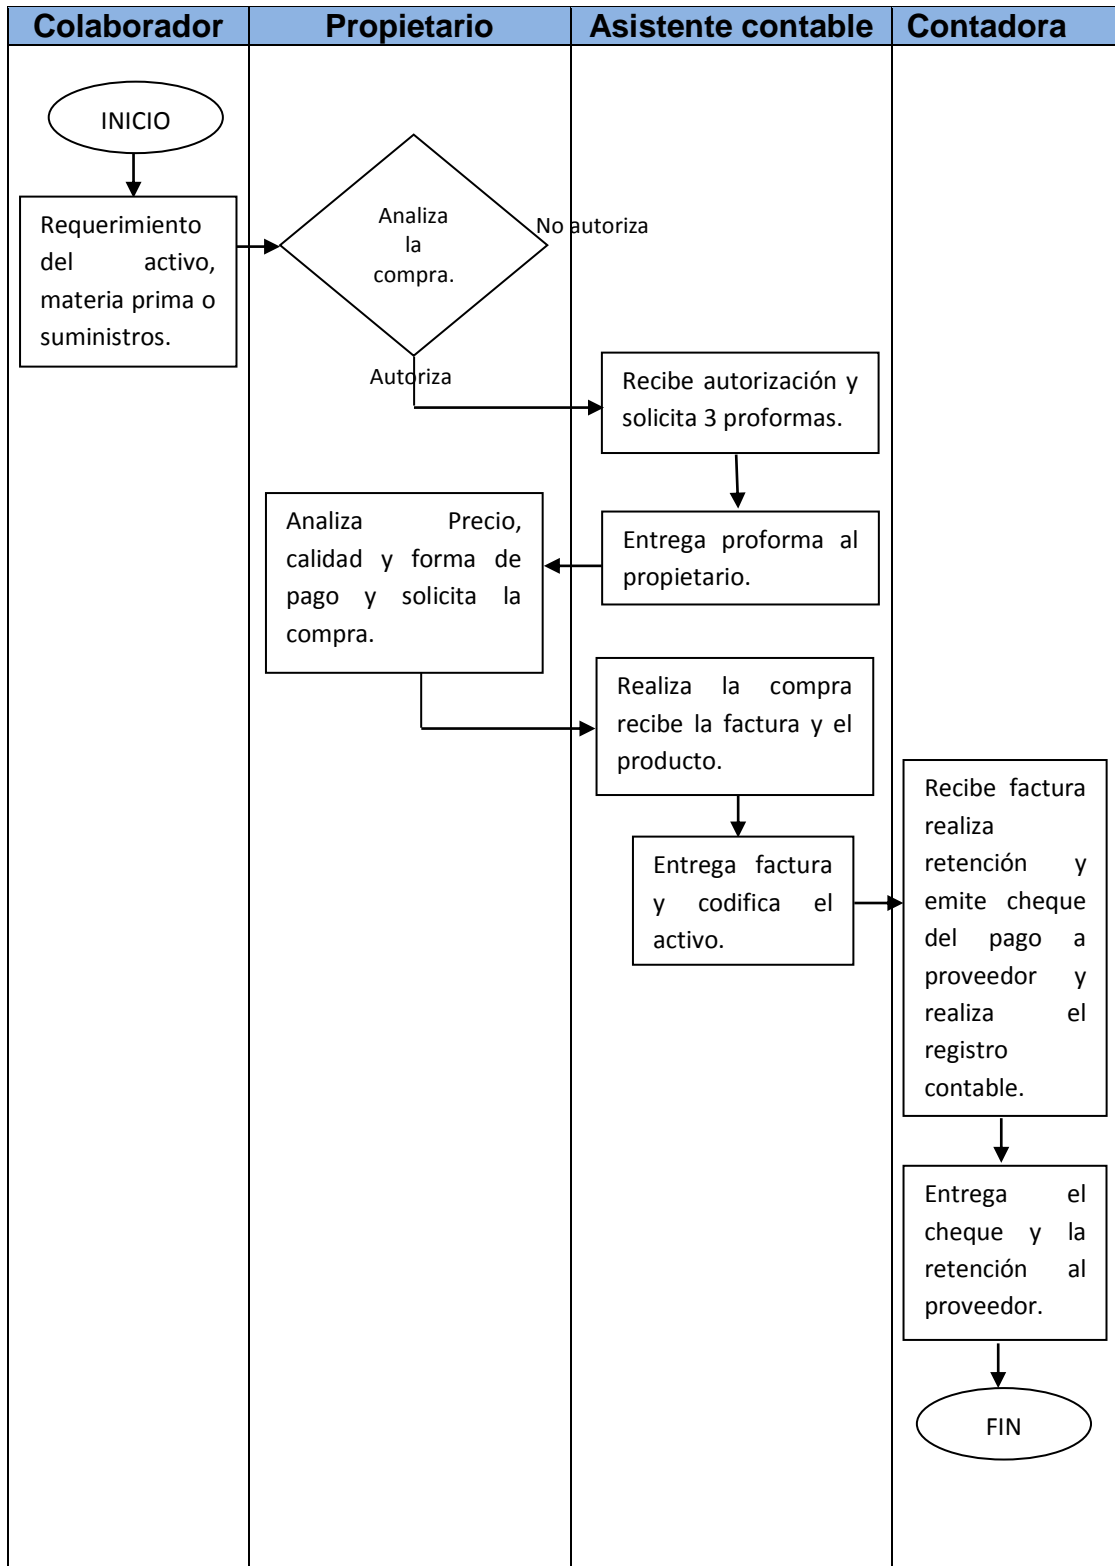 Colaborador Propietario Asistente contable Contadora
INICIO
Requerimiento
del activo,
materia prima o
suministros.
Analiza
la
compra.
No autoriza
Autoriza
Recibe autorización y
solicita 3 proformas.
Entrega proforma al
propietario.
Analiza Precio,
calidad y forma de
pago y solicita la
compra.
Realiza la compra
recibe la factura y el
producto.
Entrega factura
y codifica el
activo.
Recibe factura
realiza
retención y
emite cheque
del pago a
proveedor y
realiza el
registro
contable.
Entrega el
cheque y la
retención al
proveedor.
FIN